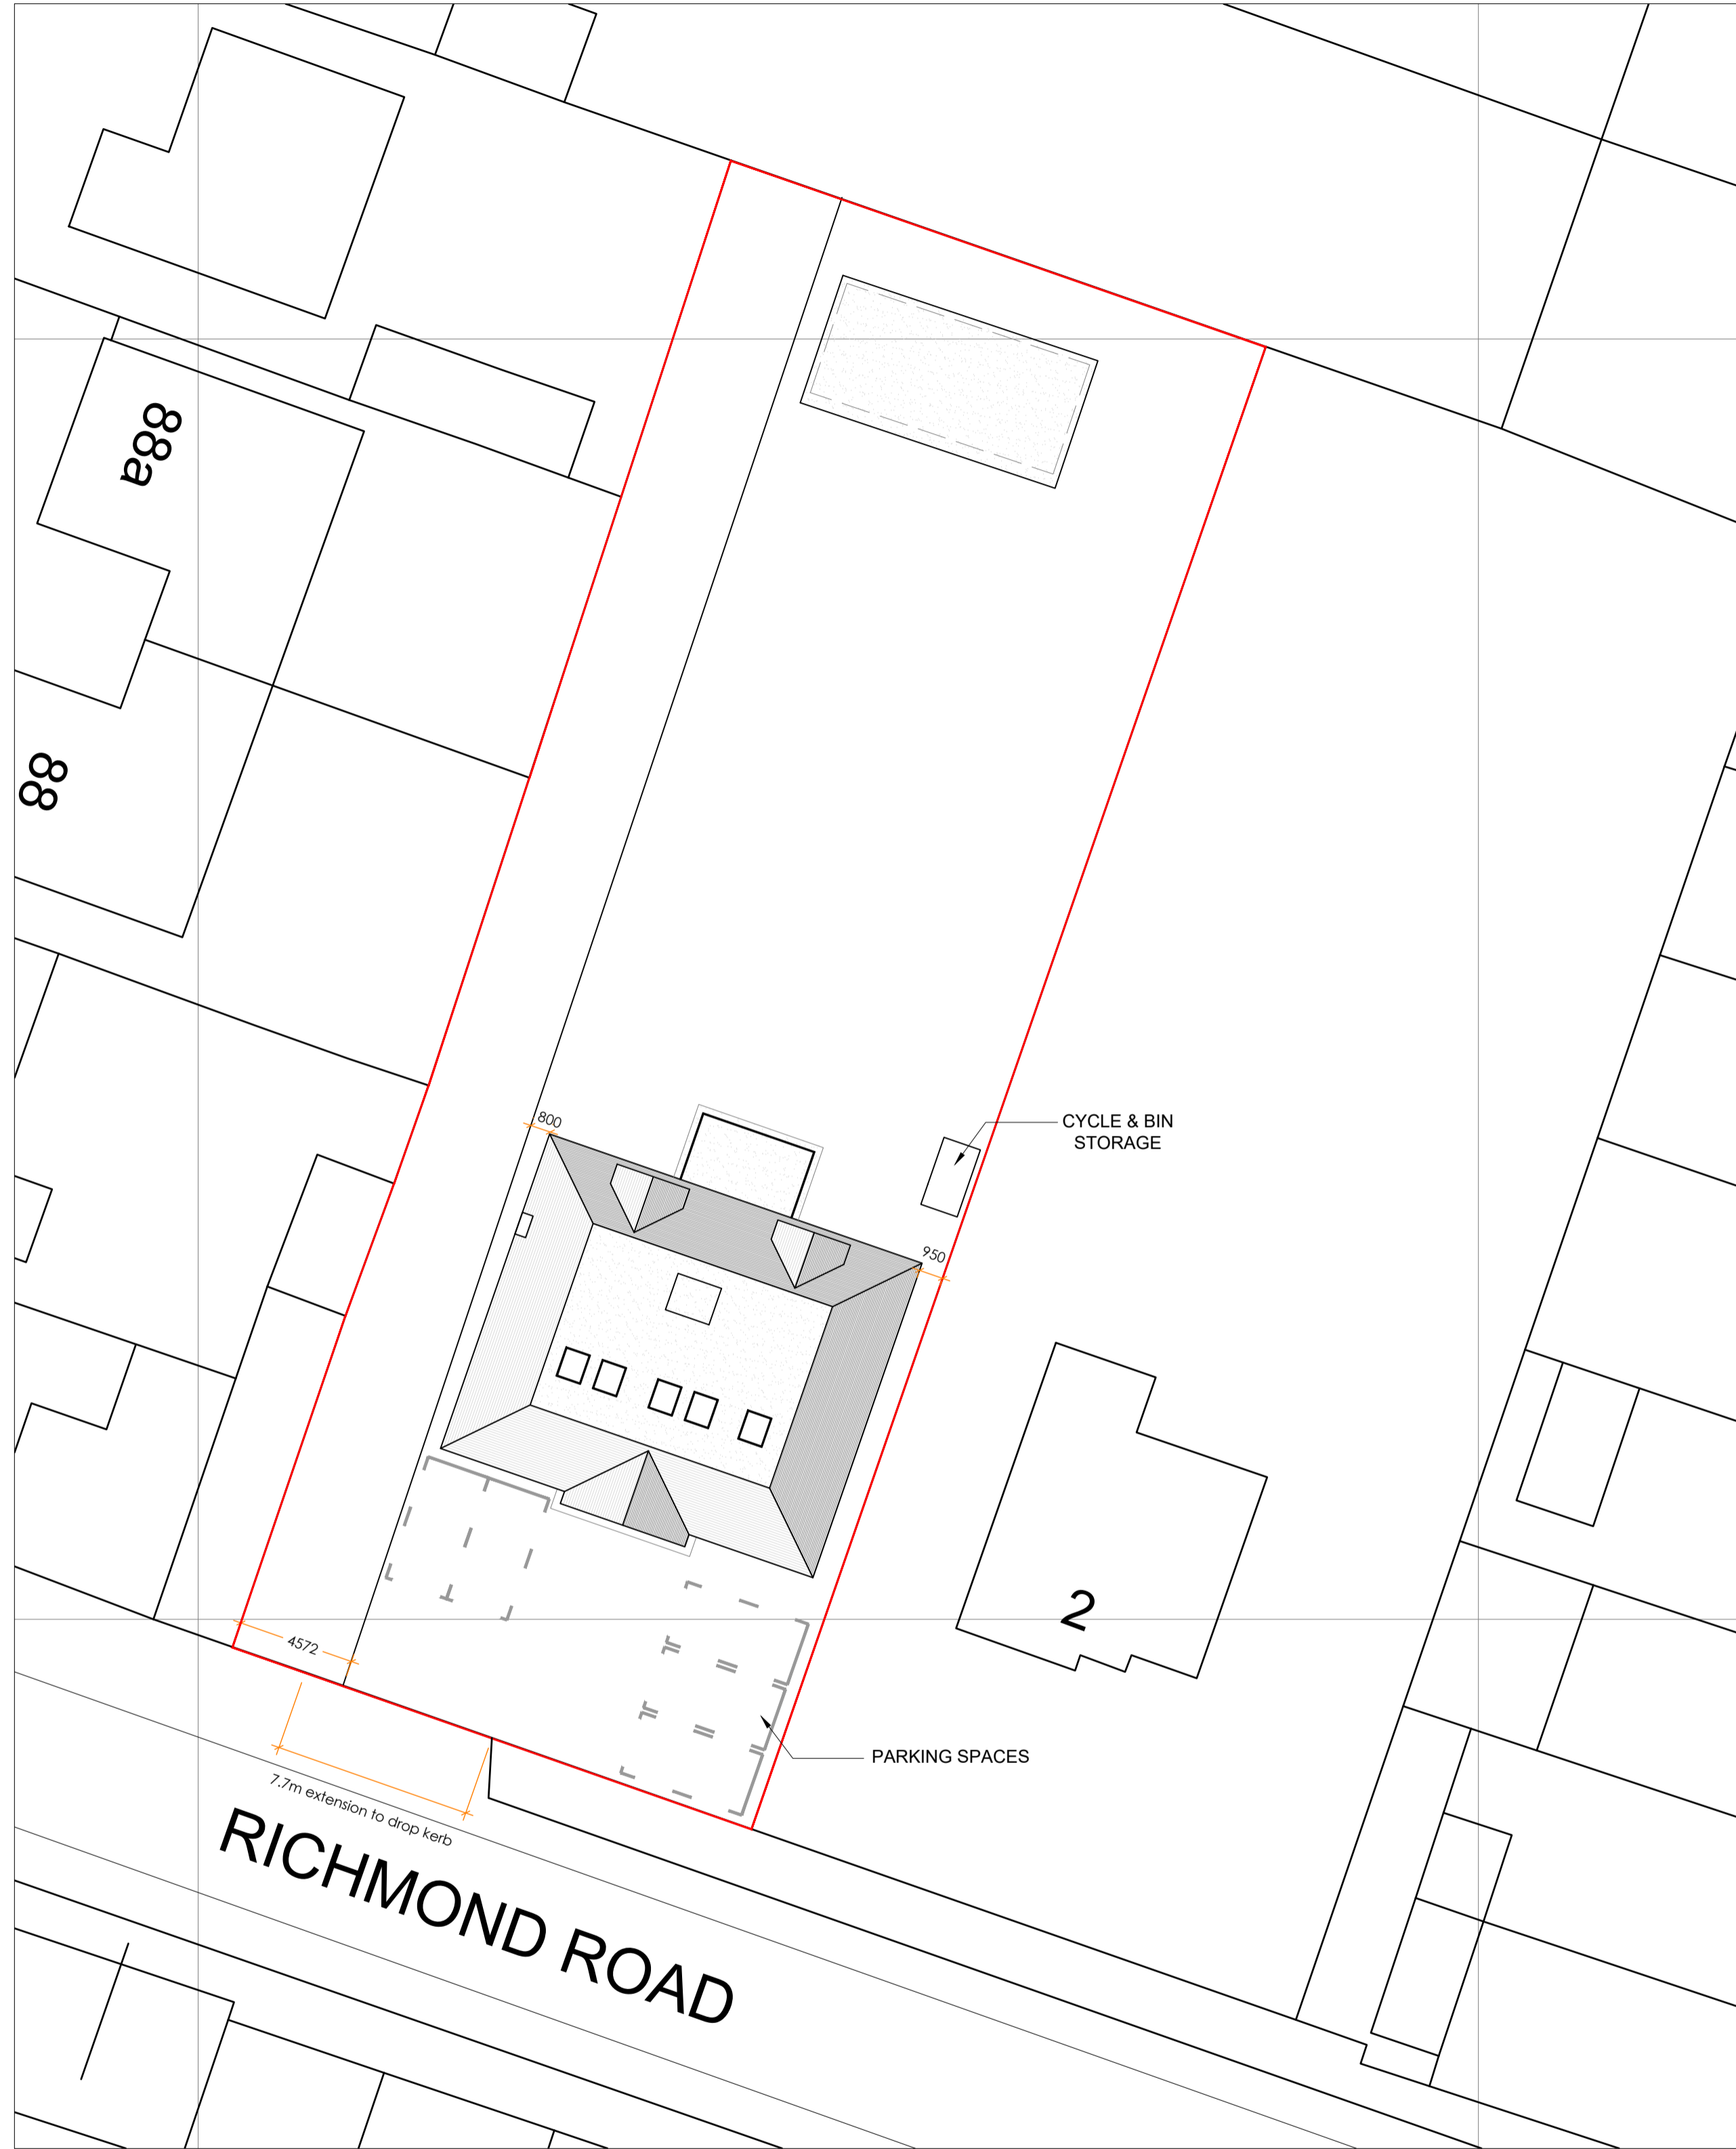 88a
88
800
CYCLE & BIN
STORAGE
950
2
4572
PARKING SPACES
7.7m extension to drop kerb
RICHMOND ROAD